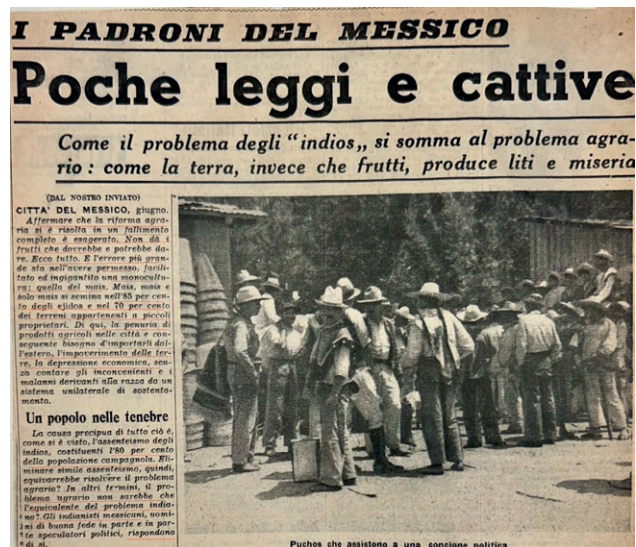 I PADRONI DEL MESSICO
Poche leggi e cattive
Come il problema degli "indios,, si somma al problema agra-
rio : come la terra, invece che frutti, produce liti e miseria
(DAL NOSTRO INVIATO)
CITTA' DEL MESSICO, giugno.
Affermare che la riforma agra-
ria si è risolta in un fallimento
completo è esagerato. Non dà i
frutti che dovrebbe e potrebbe da-
re. Ecco tutto. E l'errore più gran-
de sta nell'avere permesso, facili-
tato ed ingigantito una monocultu-
ra: quella del mais. Mais, mais e
solo mais si semina nell'85 per cen-
to degli ejidos e nel 70 per cento
dei terreni appartenenti a piccoli
proprietari. Di qui, la penuria di
prodotti agricoli nelle città e con-
seguente bisogno d'importarli dal-
l'estero, l'impoverimento delle ter-
re, la depressione economica, sen-
za contare gli inconvenienti e i
malanni derivanti alla razza da un
sistema unilaterale di sostenta-
mento.
Un popolo nelle tenebre
La causa precipua di tutto ciò è,
come si è visto, l'assenteismo degli
indios, costituenti l'80 per cento
della popolazione campagnola. Eli-
minare simile assenteismo, quindi,
equivarrebbe risolvere il problema
agrario? In altri termini, il pro-
blema agrario non sarebbe che
l'equivalente del problema india-
no? Gli indianisti messicani, uomi-
ni di buona fede in parte e in par-
te speculatori politici, rispondono
di sì.
Puchos che assistono a una concione politica